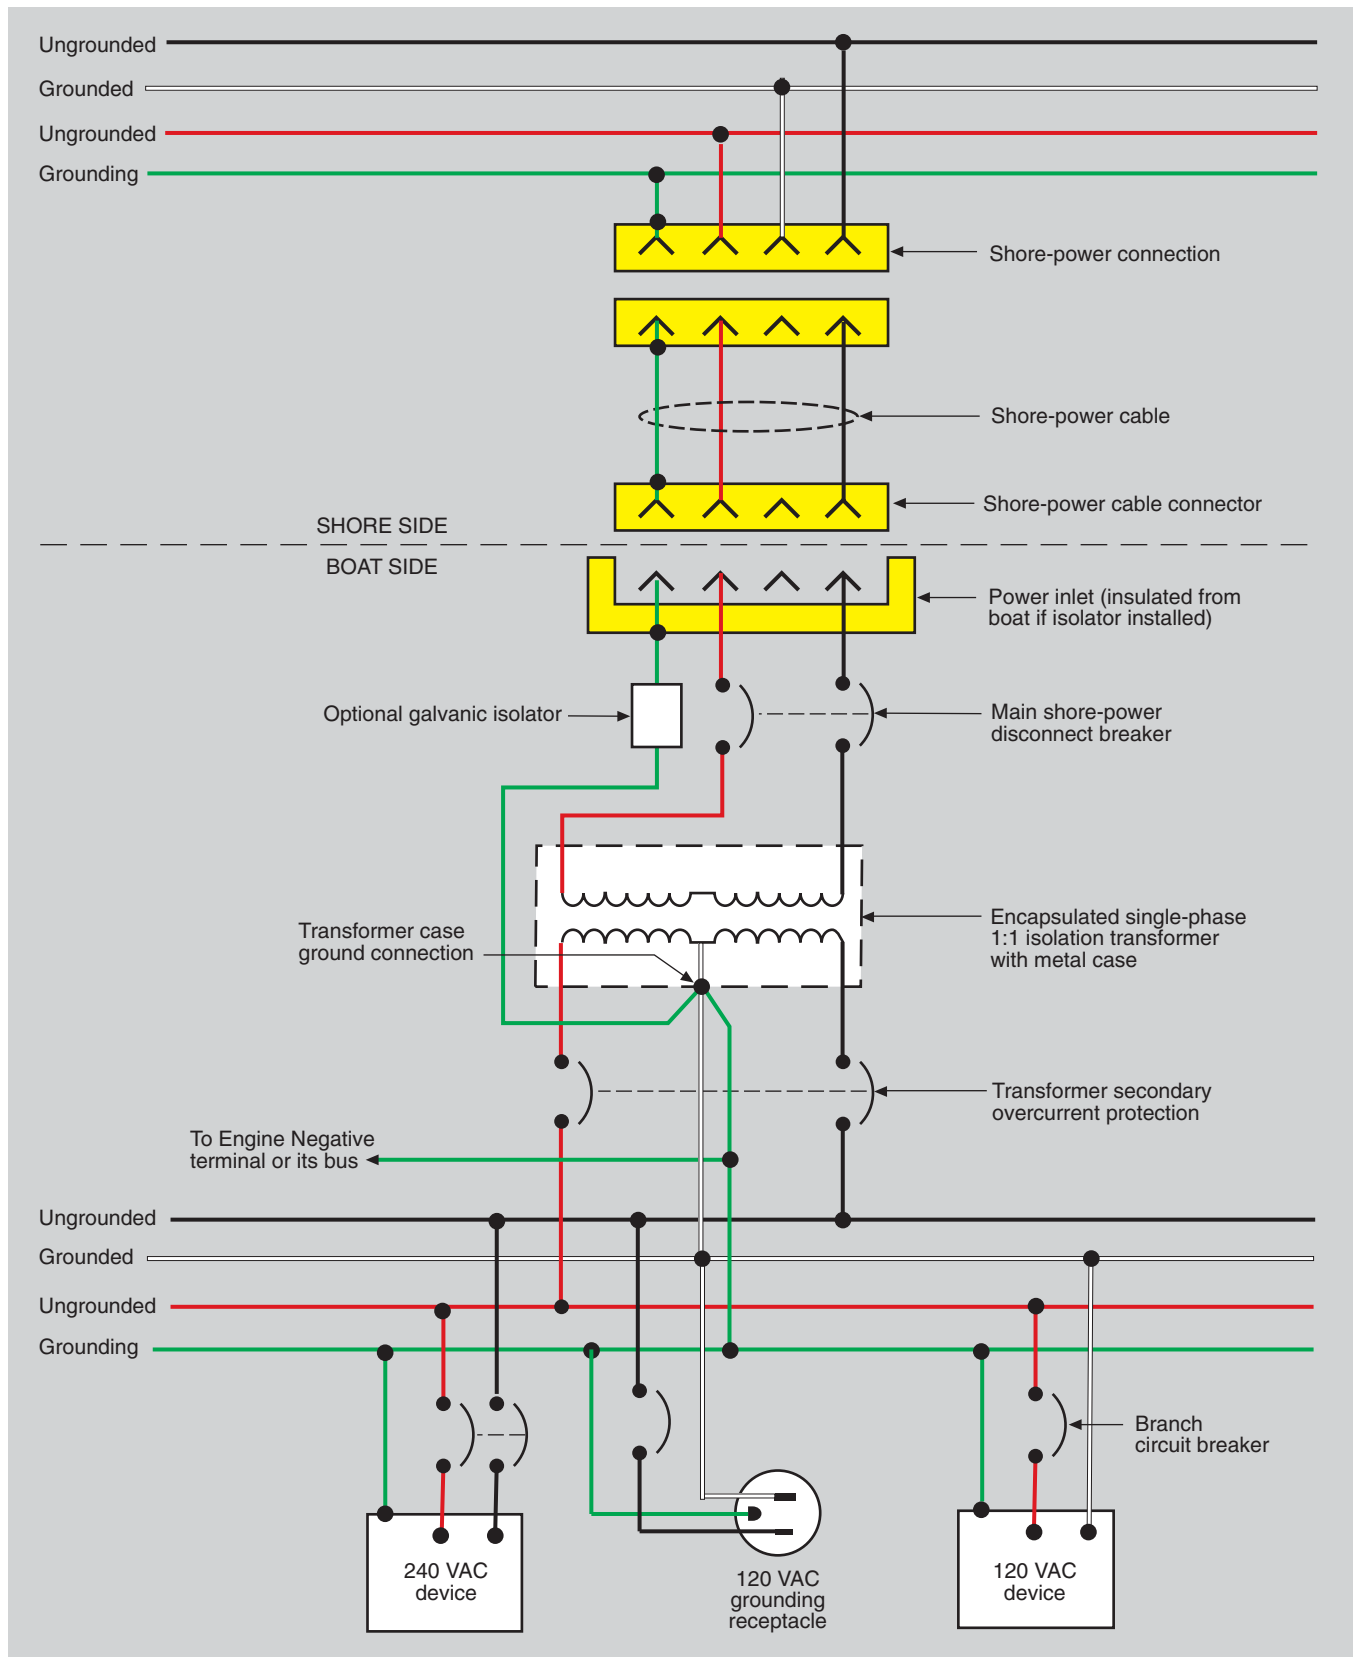 Ungrounded
Grounded
Ungrounded
Grounding
Shore-power connection
Shore-power cable
Shore-power cable connector
SHORE SIDE
BOAT SIDE
Power inlet (insulated from
boat if isolator installed)
Optional galvanic isolator
Main shore-power
disconnect breaker
Transformer case
ground connection
Encapsulated single-phase
1:1 isolation transformer
with metal case
Transformer secondary
overcurrent protection
To Engine Negative
terminal or its bus
Ungrounded
Grounded
Ungrounded
Grounding
Branch
circuit breaker
240 VAC
device
120 VAC
grounding
receptacle
120 VAC
device